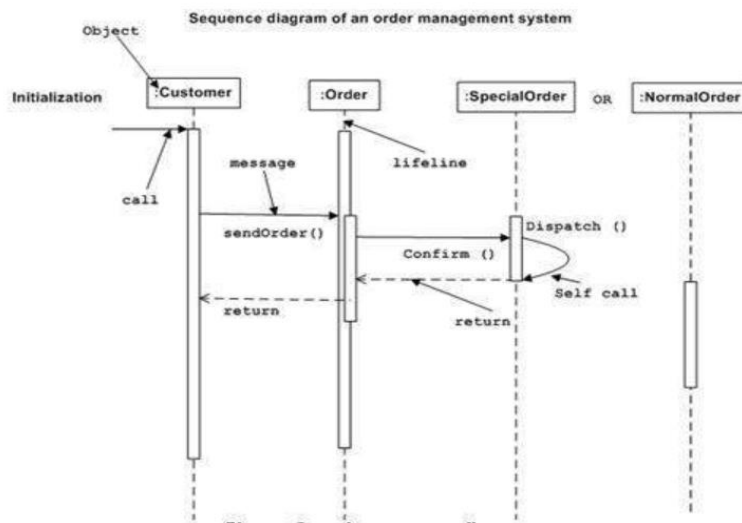 Sequence diagram of an order management system
Object
Initialization
:Customer
:Order
:SpecialOrder
OR
:NormalOrder
message
lifeline
call
sendOrder()
Dispatch ()
Confirm ()
Self call
return
return